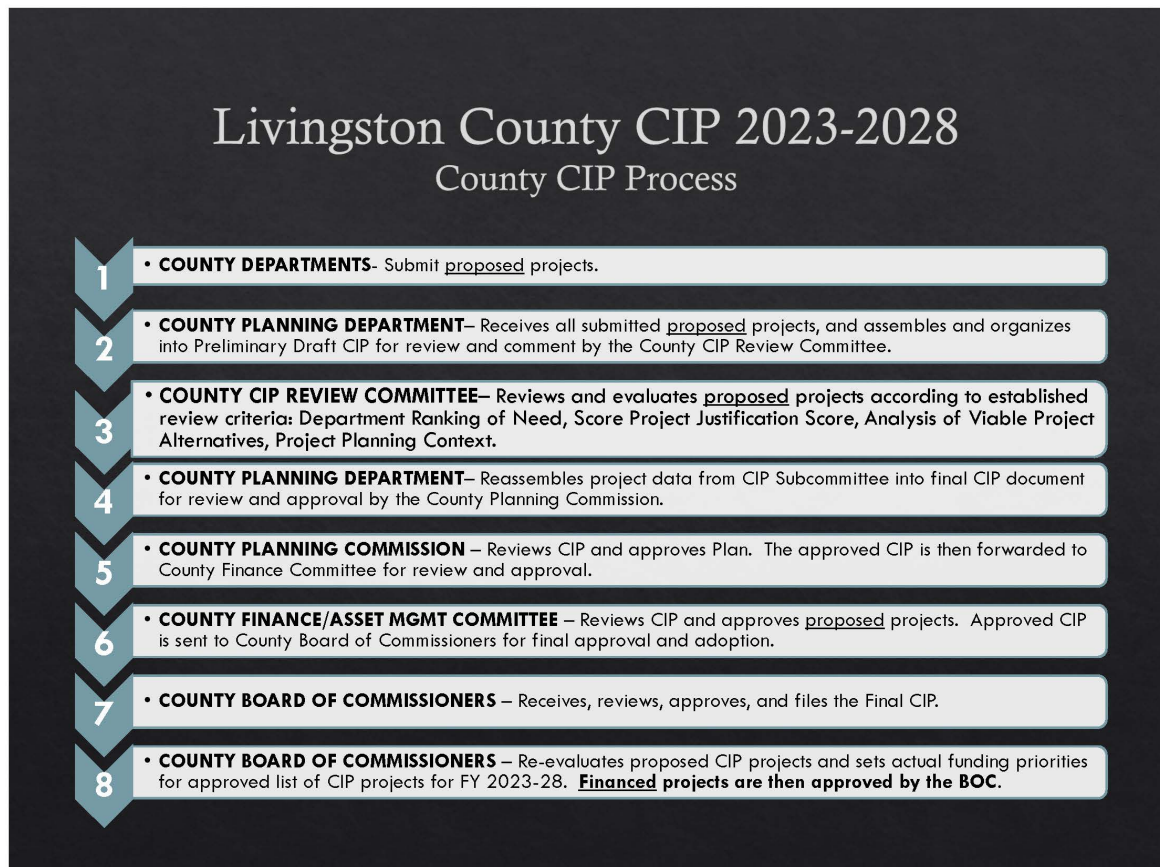 Livingston County CIP 2023-2028
County CIP Process
1
• COUNTY DEPARTMENTS- Submit proposed projects.
2
• COUNTY PLANNING DEPARTMENT– Receives all submitted proposed projects, and assembles and organizes
into Preliminary Draft CIP for review and comment by the County CIP Review Committee.
3
• COUNTY CIP REVIEW COMMITTEE– Reviews and evaluates proposed projects according to established
review criteria: Department Ranking of Need, Score Project Justification Score, Analysis of Viable Project
Alternatives, Project Planning Context.
4
• COUNTY PLANNING DEPARTMENT– Reassembles project data from CIP Subcommittee into final CIP document
for review and approval by the County Planning Commission.
5
• COUNTY PLANNING COMMISSION – Reviews CIP and approves Plan.  The approved CIP is then forwarded to
County Finance Committee for review and approval.
6
• COUNTY FINANCE/ASSET MGMT COMMITTEE – Reviews CIP and approves proposed projects.  Approved CIP
is sent to County Board of Commissioners for final approval and adoption.
7
• COUNTY BOARD OF COMMISSIONERS – Receives, reviews, approves, and files the Final CIP.
8
• COUNTY BOARD OF COMMISSIONERS – Re-evaluates proposed CIP projects and sets actual funding priorities
for approved list of CIP projects for FY 2023-28.  Financed projects are then approved by the BOC.